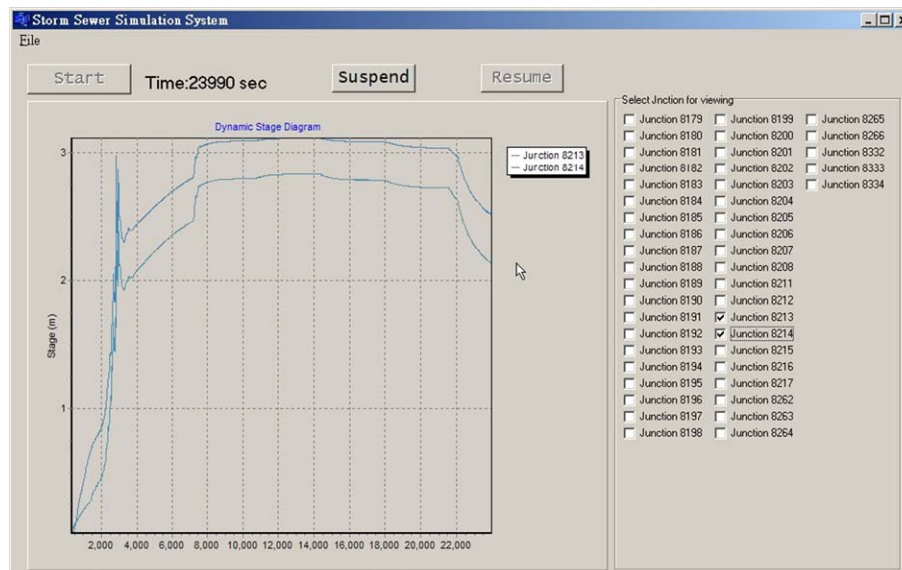 Storm Sewer Simulation System
File
Start
Time:23990 sec
Suspend
Resume
Dynamic Stage Diagram
Junction 8213
Junction 8214
Stage (m)
3
2
1
2,000 4,000 6,000 8,000 10,000 12,000 14,000 16,000 18,000 20,000 22,000
Select Jnction for viewing
Junction 8179 Junction 8199 Junction 8265
Junction 8180 Junction 8200 Junction 8266
Junction 8181 Junction 8201 Junction 8332
Junction 8182 Junction 8202 Junction 8333
Junction 8183 Junction 8203 Junction 8334
Junction 8184 Junction 8204
Junction 8185 Junction 8205
Junction 8186 Junction 8206
Junction 8187 Junction 8207
Junction 8188 Junction 8208
Junction 8189 Junction 8211
Junction 8190 Junction 8212
Junction 8191 Junction 8213
Junction 8192 Junction 8214
Junction 8193 Junction 8215
Junction 8194 Junction 8216
Junction 8195 Junction 8217
Junction 8196 Junction 8262
Junction 8197 Junction 8263
Junction 8198 Junction 8264